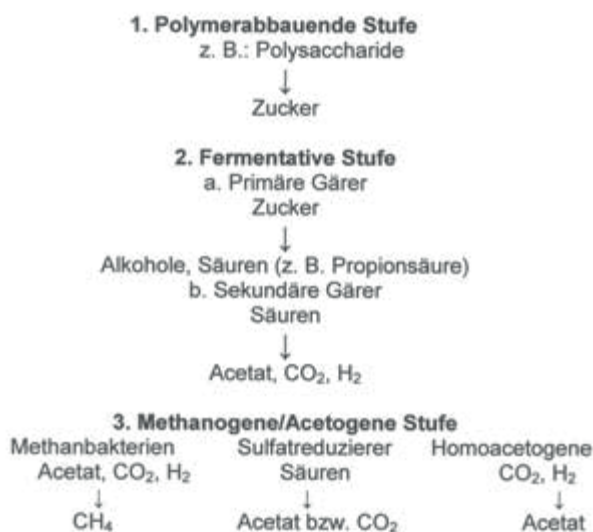 1. Polymerabbauende Stufe
z. B.: Polysaccharide
↓
Zucker
2. Fermentative Stufe
a. Primäre Gärer
Zucker
↓
Alkohole, Säuren (z. B. Propionsäure)
b. Sekundäre Gärer
Säuren
↓
Acetat, CO₂, H₂
3. Methanogene/Acetogene Stufe
Methanbakterien Sulfatreduzierer Homoacetogene
Acetat, CO₂, H₂ Säuren CO₂, H₂
↓ ↓ ↓
CH₄ Acetat bzw. CO₂ Acetat